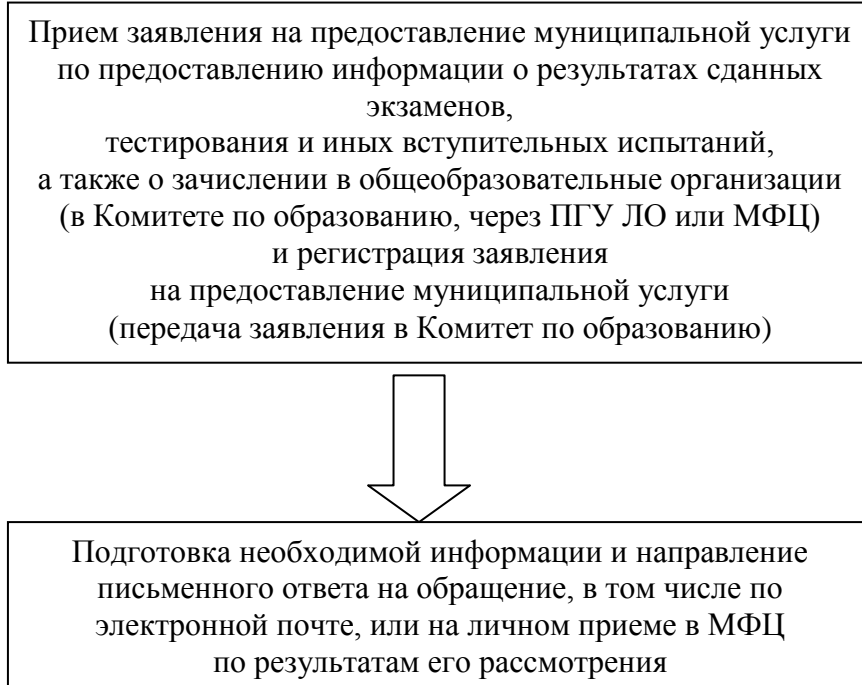 Прием заявления на предоставление муниципальной услуги
по предоставлению информации о результатах сданных
экзаменов,
тестирования и иных вступительных испытаний,
а также о зачислении в общеобразовательные организации
(в Комитете по образованию, через ПГУ ЛО или МФЦ)
и регистрация заявления
на предоставление муниципальной услуги
(передача заявления в Комитет по образованию)
Подготовка необходимой информации и направление
письменного ответа на обращение, в том числе по
электронной почте, или на личном приеме в МФЦ
по результатам его рассмотрения